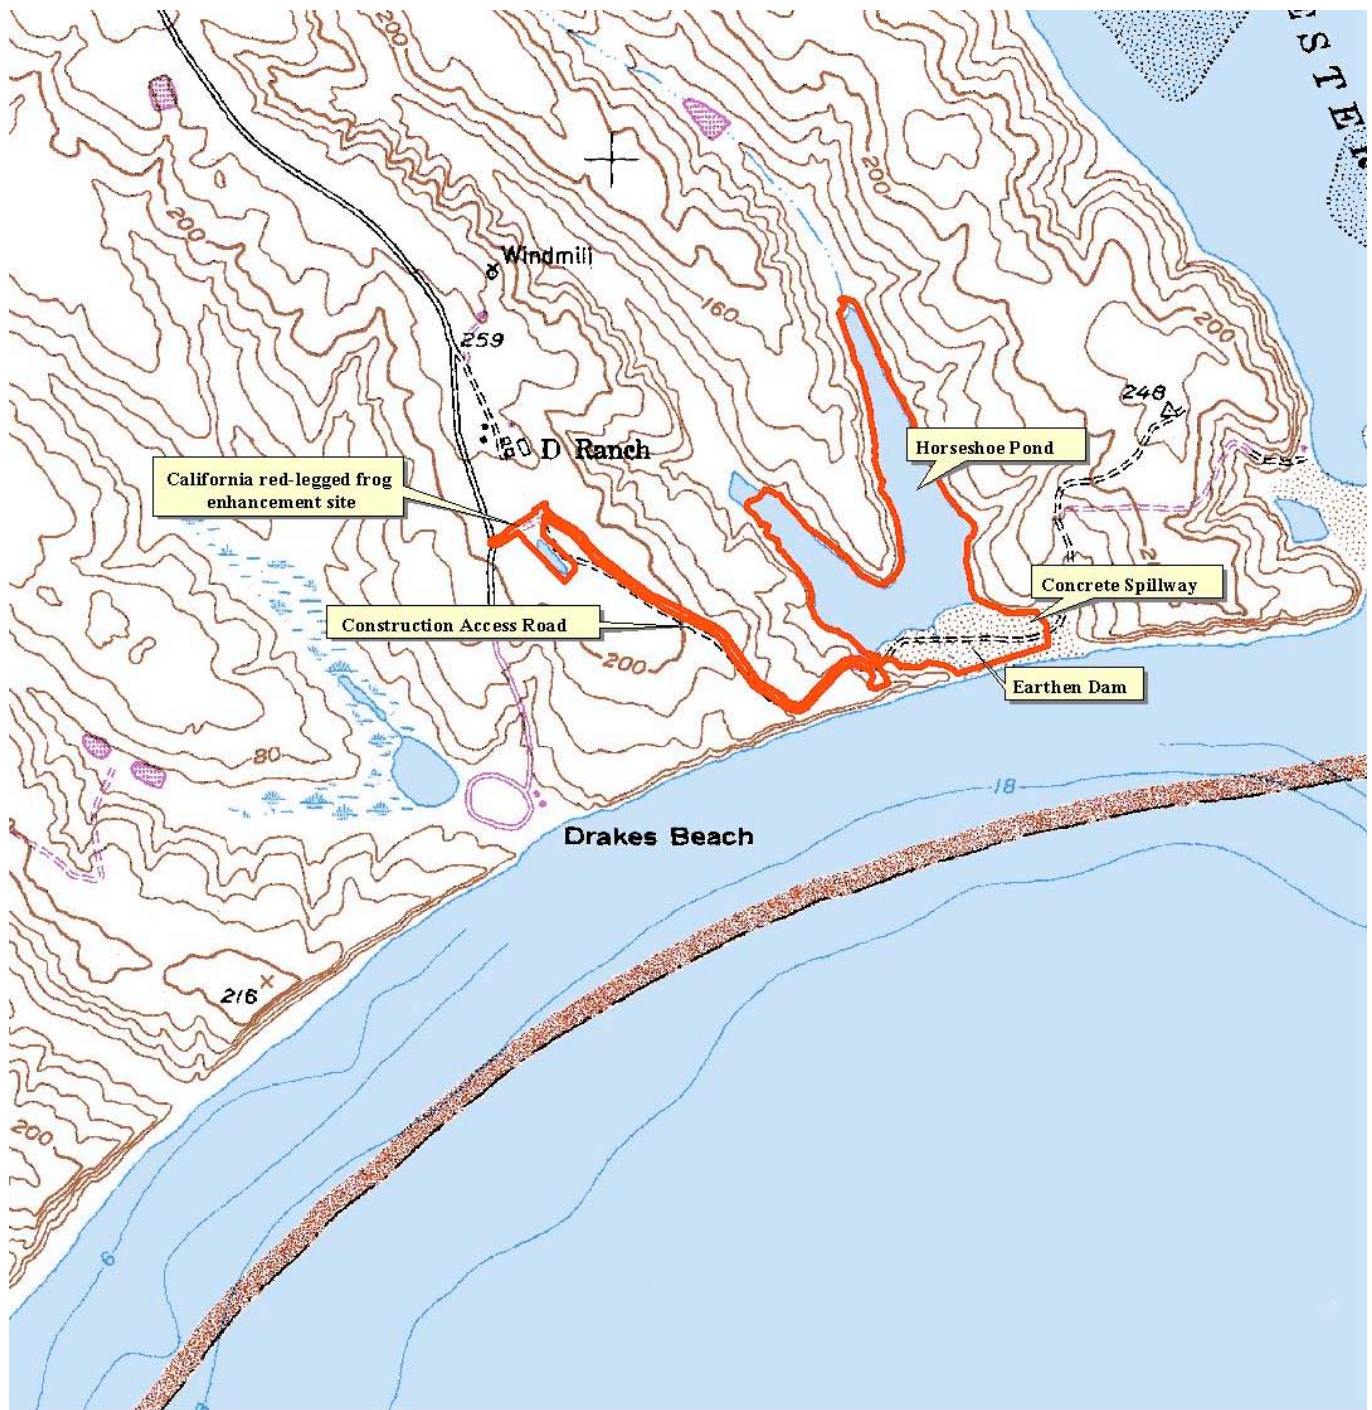 200
200
200
Windmill
160
259
200
248
Horseshoe Pond
D Ranch
California red-legged frog
enhancement site
Concrete Spillway
Construction Access Road
200
Earthen Dam
80
18
Drakes Beach
216
200
6